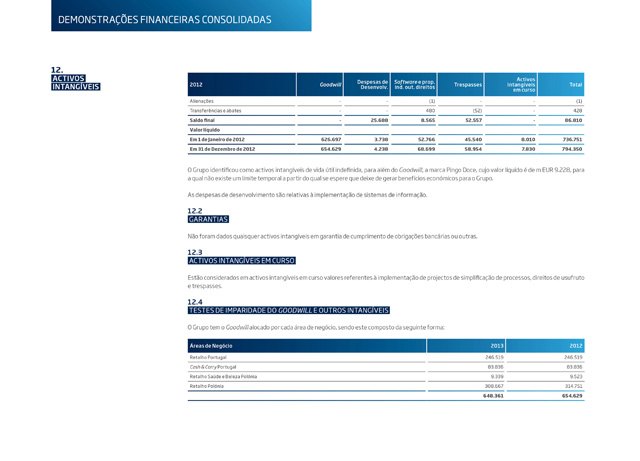 DEMONSTRAÇÕES FINANCEIRAS CONSOLIDADAS
12.
ACTIVOS
INTANGÍVEIS
2012 Goodwill Despesas de Desenvolv. Software e prop. ind. out. direitos Trespasses Activos intangíveis em curso Total
Alienações - - (1) - - (1)
Transferências e abates - - 480 (52) - 428
Saldo final - 25.688 8.565 52.557 - 86.810
Valor líquido
Em 1 de Janeiro de 2012 625.697 3.738 52.766 45.540 8.010 736.751
Em 31 de Dezembro de 2012 654.629 4.238 68.699 58.954 7.830 794.350
O Grupo identificou como activos intangíveis de vida útil indefinida, para além do Goodwill, a marca Pingo Doce, cujo valor líquido é de m EUR 9.228, para
a qual não existe um limite temporal a partir do qual se espere que deixe de gerar benefícios económicos para o Grupo.
As despesas de desenvolvimento são relativas à implementação de sistemas de informação.
12.2
GARANTIAS
Não foram dados quaisquer activos intangíveis em garantia de cumprimento de obrigações bancárias ou outras.
12.3
ACTIVOS INTANGÍVEIS EM CURSO
Estão considerados em activos intangíveis em curso valores referentes à implementação de projectos de simplificação de processos, direitos de usufruto
e trespasses.
12.4
TESTES DE IMPARIDADE DO GOODWILL E OUTROS INTANGÍVEIS
O Grupo tem o Goodwill alocado por cada área de negócio, sendo este composto da seguinte forma:
Áreas de Negócio 2013 2012
Retalho Portugal 246.519 246.519
Cash & Carry Portugal 83.836 83.836
Retalho Saúde e Beleza Polónia 9.339 9.523
Retalho Polónia 308.667 314.751
648.361 654.629